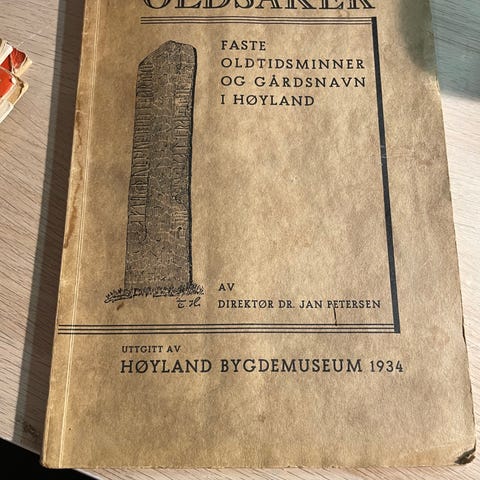 OLDSAKER
FASTE
OLDTIDSMINNER
OG GÅRDSNAVN
I HØYLAND
E. H.
AV
DIREKTØR DR. JAN PETERSEN
UTTGITT AV
HØYLAND BYGDEMUSEUM 1934